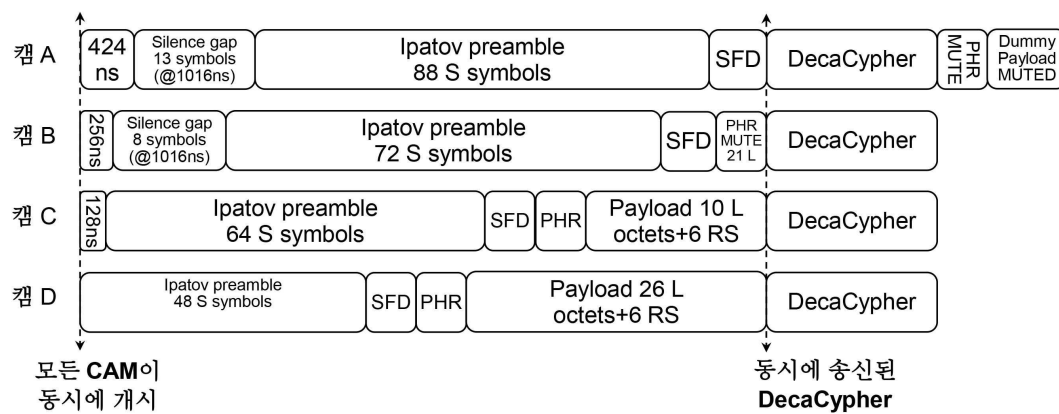 캠 A
424
ns
Silence gap
13 symbols
(@1016ns)
Ipatov preamble
88 S symbols
SFD
DecaCypher
PHR
MUTE
Dummy
Payload
MUTED
캠 B
256ns
Silence gap
8 symbols
(@1016ns)
Ipatov preamble
72 S symbols
SFD
PHR
MUTE
21 L
DecaCypher
캠 C
128ns
Ipatov preamble
64 S symbols
SFD
PHR
Payload 10 L
octets+6 RS
DecaCypher
캠 D
Ipatov preamble
48 S symbols
SFD
PHR
Payload 26 L
octets+6 RS
DecaCypher
모든 CAM이
동시에 개시
동시에 송신된
DecaCypher